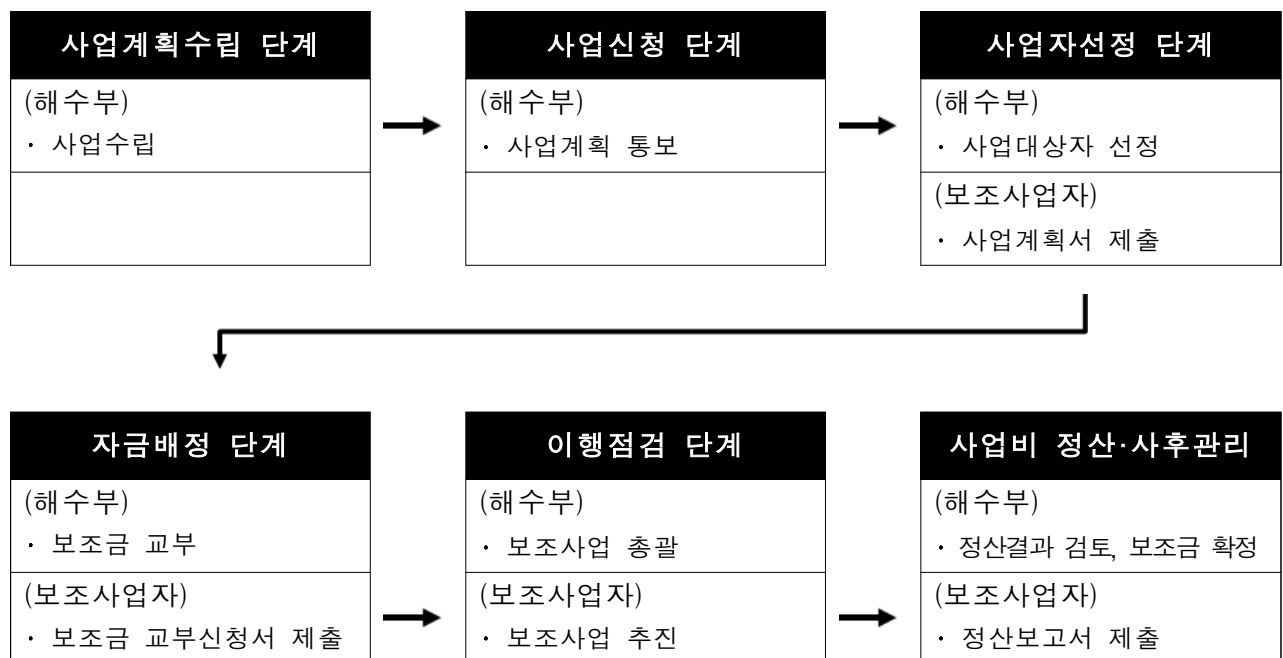 사업계획수립 단계
(해수부)
· 사업수립
사업신청 단계
(해수부)
· 사업계획 통보
사업자선정 단계
(해수부)
· 사업대상자 선정
(보조사업자)
· 사업계획서 제출
자금배정 단계
(해수부)
· 보조금 교부
(보조사업자)
· 보조금 교부신청서 제출
이행점검 단계
(해수부)
· 보조사업 총괄
(보조사업자)
· 보조사업 추진
사업비 정산·사후관리
(해수부)
· 정산결과 검토, 보조금 확정
(보조사업자)
· 정산보고서 제출